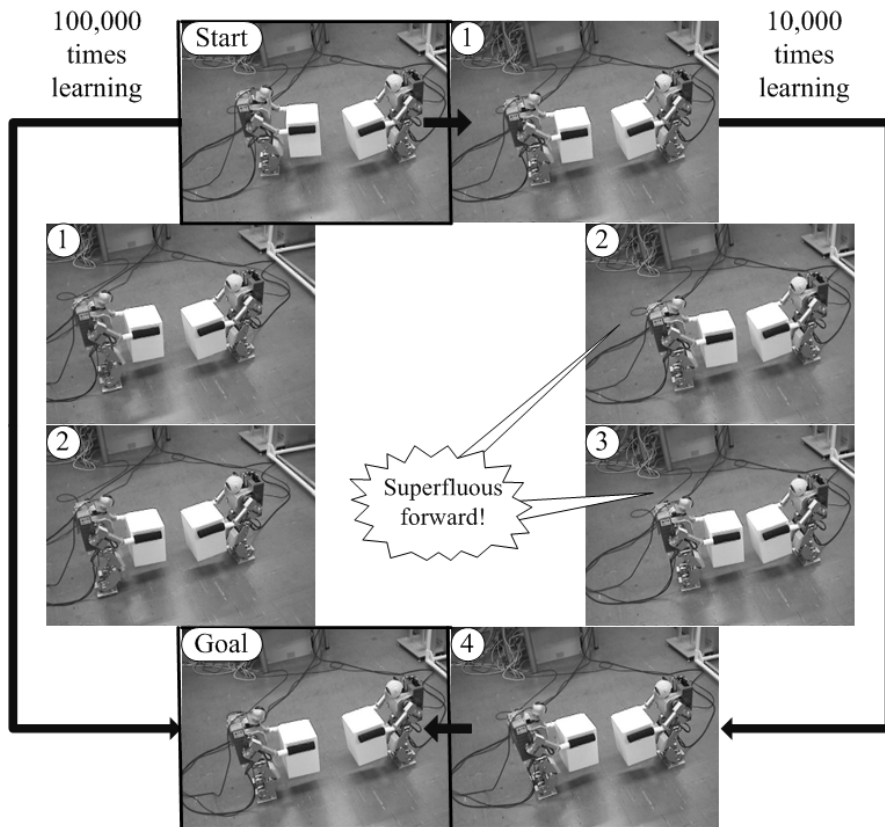 100,000
times
learning
Start
1
10,000
times
learning
1
2
2
3
Superfluous
forward!
Goal
4